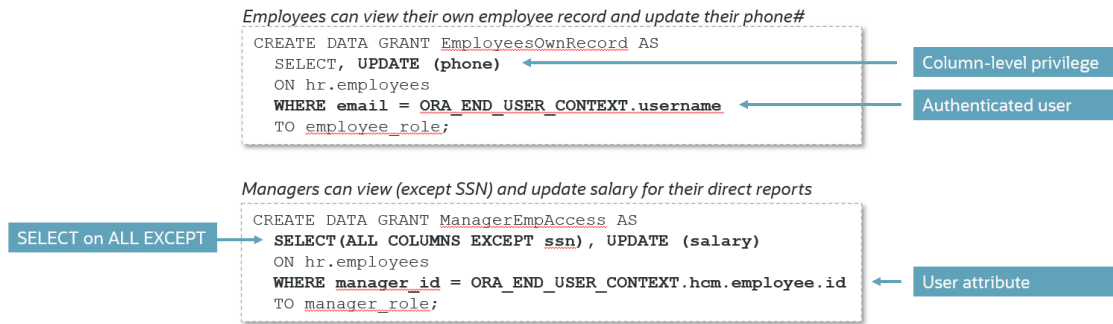 Employees can view their own employee record and update their phone#
CREATE DATA GRANT EmployeesOwnRecord AS
SELECT, UPDATE (phone)
Column-level privilege
ON hr.employees
WHERE email = ORA_END_USER_CONTEXT.username
Authenticated user
TO employee_role;
Managers can view (except SSN) and update salary for their direct reports
CREATE DATA GRANT ManagerEmpAccess AS
SELECT on ALL EXCEPT
SELECT(ALL COLUMNS EXCEPT ssn), UPDATE (salary)
ON hr.employees
WHERE manager_id = ORA_END_USER_CONTEXT.hcm.employee.id
User attribute
TO manager_role;